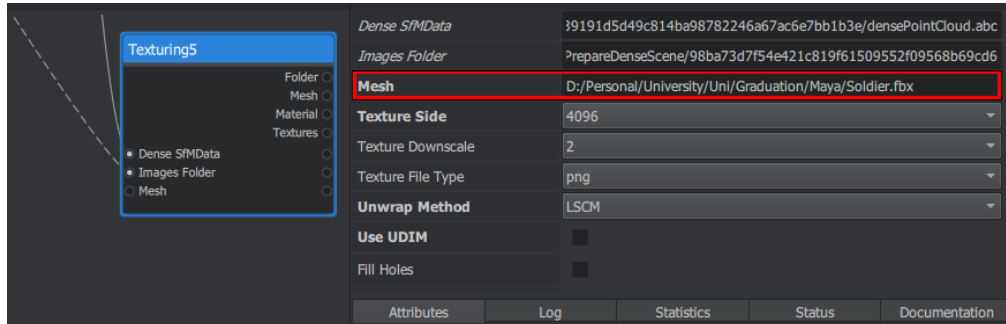 Texturing5
Folder
Mesh
Material
Textures
Dense SfMData
Images Folder
Mesh
Dense SfMData 39191d5d49c814ba98782246a67ac6e7bb1b3e/densePointCloud.abc
Images Folder PrepareDenseScene/98ba73d7f54e421c819f61509552f09568b69cd6
Mesh D:/Personal/University/Uni/Graduation/Maya/Soldier.fbx
Texture Side 4096
Texture Downscale 2
Texture File Type png
Unwrap Method LSCM
Use UDIM
Fill Holes
Attributes Log Statistics Status Documentation